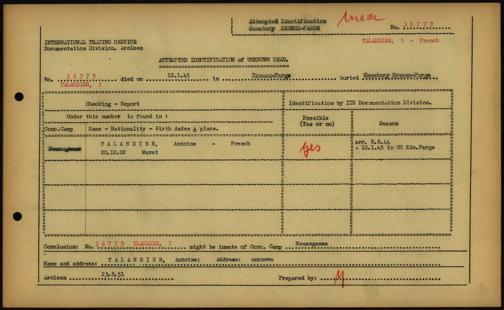 Attempted Identification
Cemetery BREMEN-FARGE
No. 56779
INTERNATIONAL TRACING SERVICE
Documentation Division, Arolsen
TALANDIER, ? - French
ATTEMPTED IDENTIFICATION of UNKNOWN DEAD.
No. 56779 died on 12.1.45 in Bremen-Farge buried Cemetery Bremen-Farge
TALANDIER, ?
Checking - Report
Identification by ITS Documentation Division.
Under this number is found in :
Possible
(Yes or no)
Reason
Conc.Camp Name - Nationality - Birth dates & place.
Neuengamme TALANDIER, Antoine - French
20.12.02 Murat
yes
arr. 8.8.44
+ 12.1.45 in CC Kdo.Farge
Conclusion: No. 56779 TALANDIER, ? might be inmate of Conc. Camp Neuengamme
Name and address: TALANDIER, Antoine; Address: unknown
Arolsen 23.8.51 Prepared by: